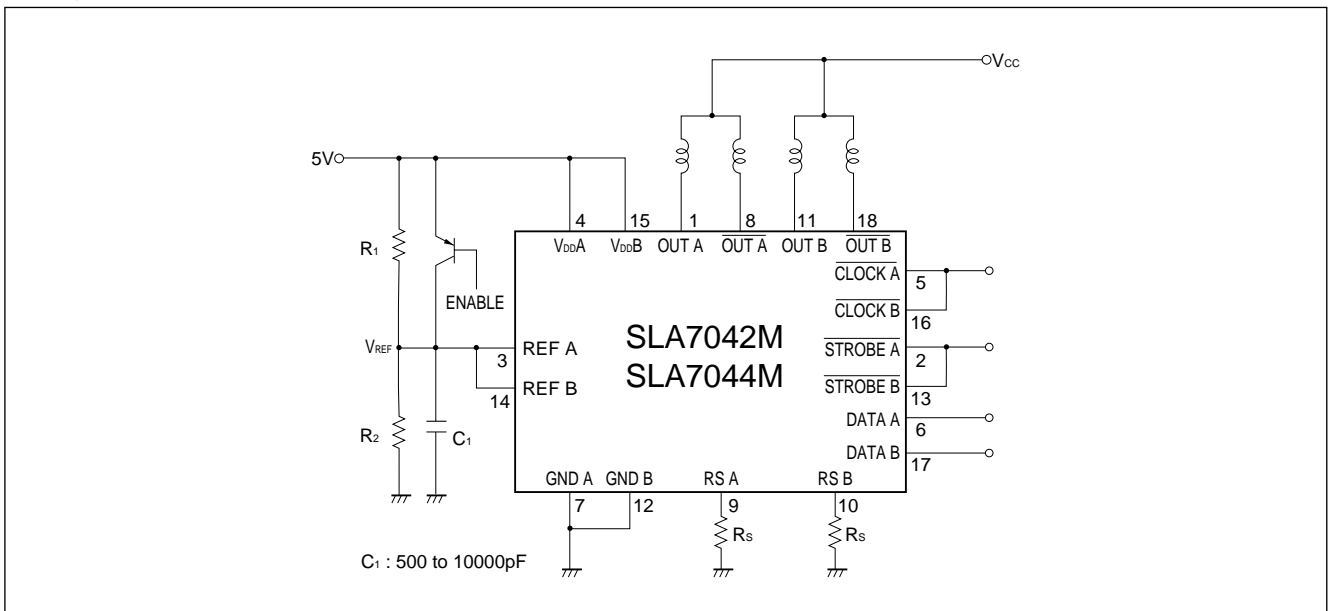 Vcc
5V
4 15 1 8 11 18
VDDA VDDB OUT A OUT A OUT B OUT B
R1
CLOCK A
5
ENABLE
CLOCK B
16
SLA7042M
VREF
REF A
3
STROBE A
2
SLA7044M
REF B
14
STROBE B
13
DATA A
6
R2
C1
DATA B
17
GND A GND B RS A RS B
7 12 9 10
Rs Rs
C1 : 500 to 10000pF